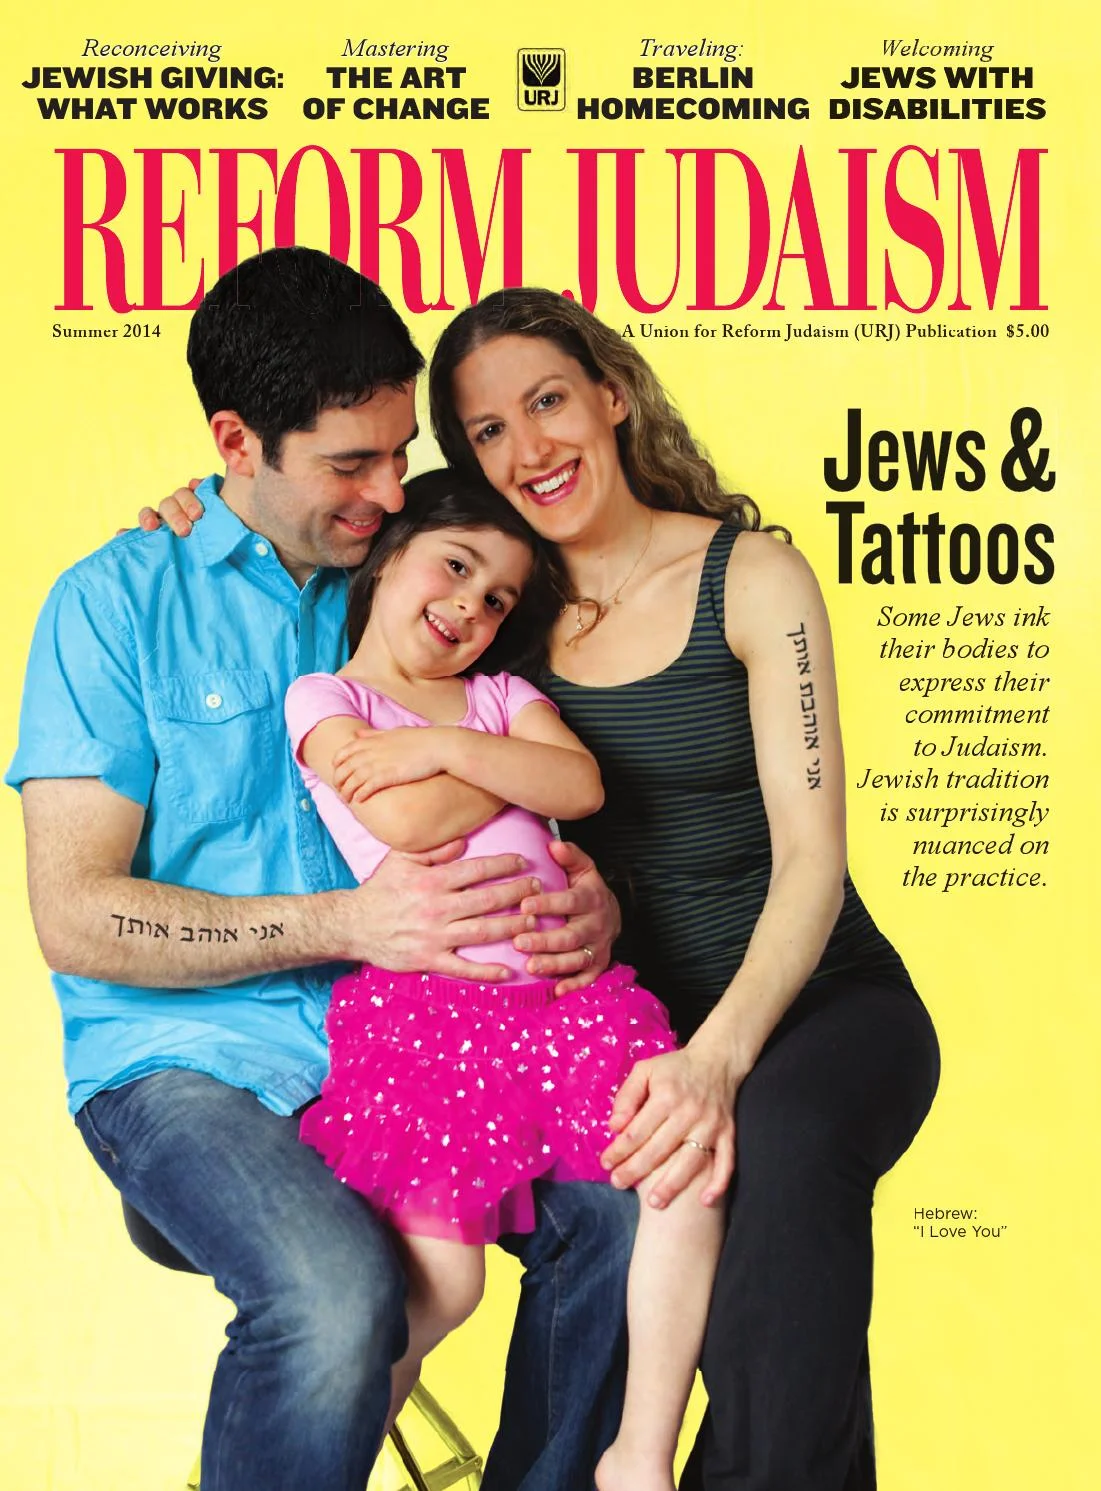 Reconceiving
JEWISH GIVING:
WHAT WORKS
Mastering
THE ART
OF CHANGE
URJ
Traveling:
BERLIN
HOMECOMING
Welcoming
JEWS WITH
DISABILITIES
REFORM JUDAISM
Summer 2014
A Union for Reform Judaism (URJ) Publication $5.00
Jews &
Tattoos
Some Jews ink
their bodies to
express their
commitment
to Judaism.
Jewish tradition
is surprisingly
nuanced on
the practice.
אני אוהבת אותך
אני אוהב אותך
Hebrew:
“I Love You”